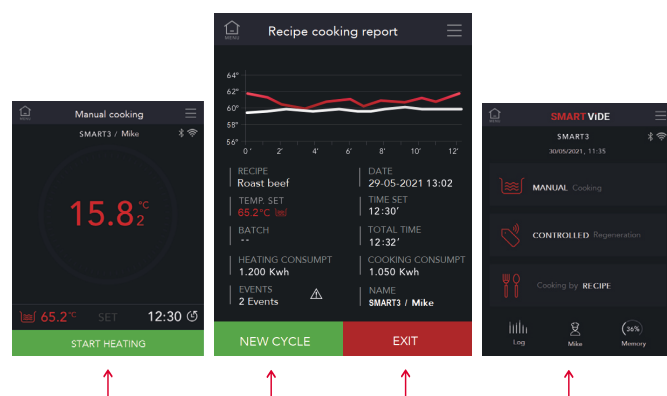 MENU
Manual cooking
SMART3 / Mike
15.8°C
2
65.2°C SET 12:30
START HEATING
MENU
Recipe cooking report
64°
62°
60°
58°
56°
0' 2' 4' 6' 8' 10' 12'
RECIPE
Roast beef
DATE
29-05-2021 13:02
TEMP. SET
65.2°C
TIME SET
12:30'
BATCH
--
TOTAL TIME
12:32'
HEATING CONSUMPT
1.200 Kwh
COOKING CONSUMPT
1.050 Kwh
EVENTS
2 Events
NAME
SMART3 / Mike
NEW CYCLE
EXIT
MENU
SMART ViDE
SMART3
30/05/2021, 11:35
MANUAL Cooking
CONTROLLED Regeneration
Cooking by RECIPE
Log
Mike
36%
Memory